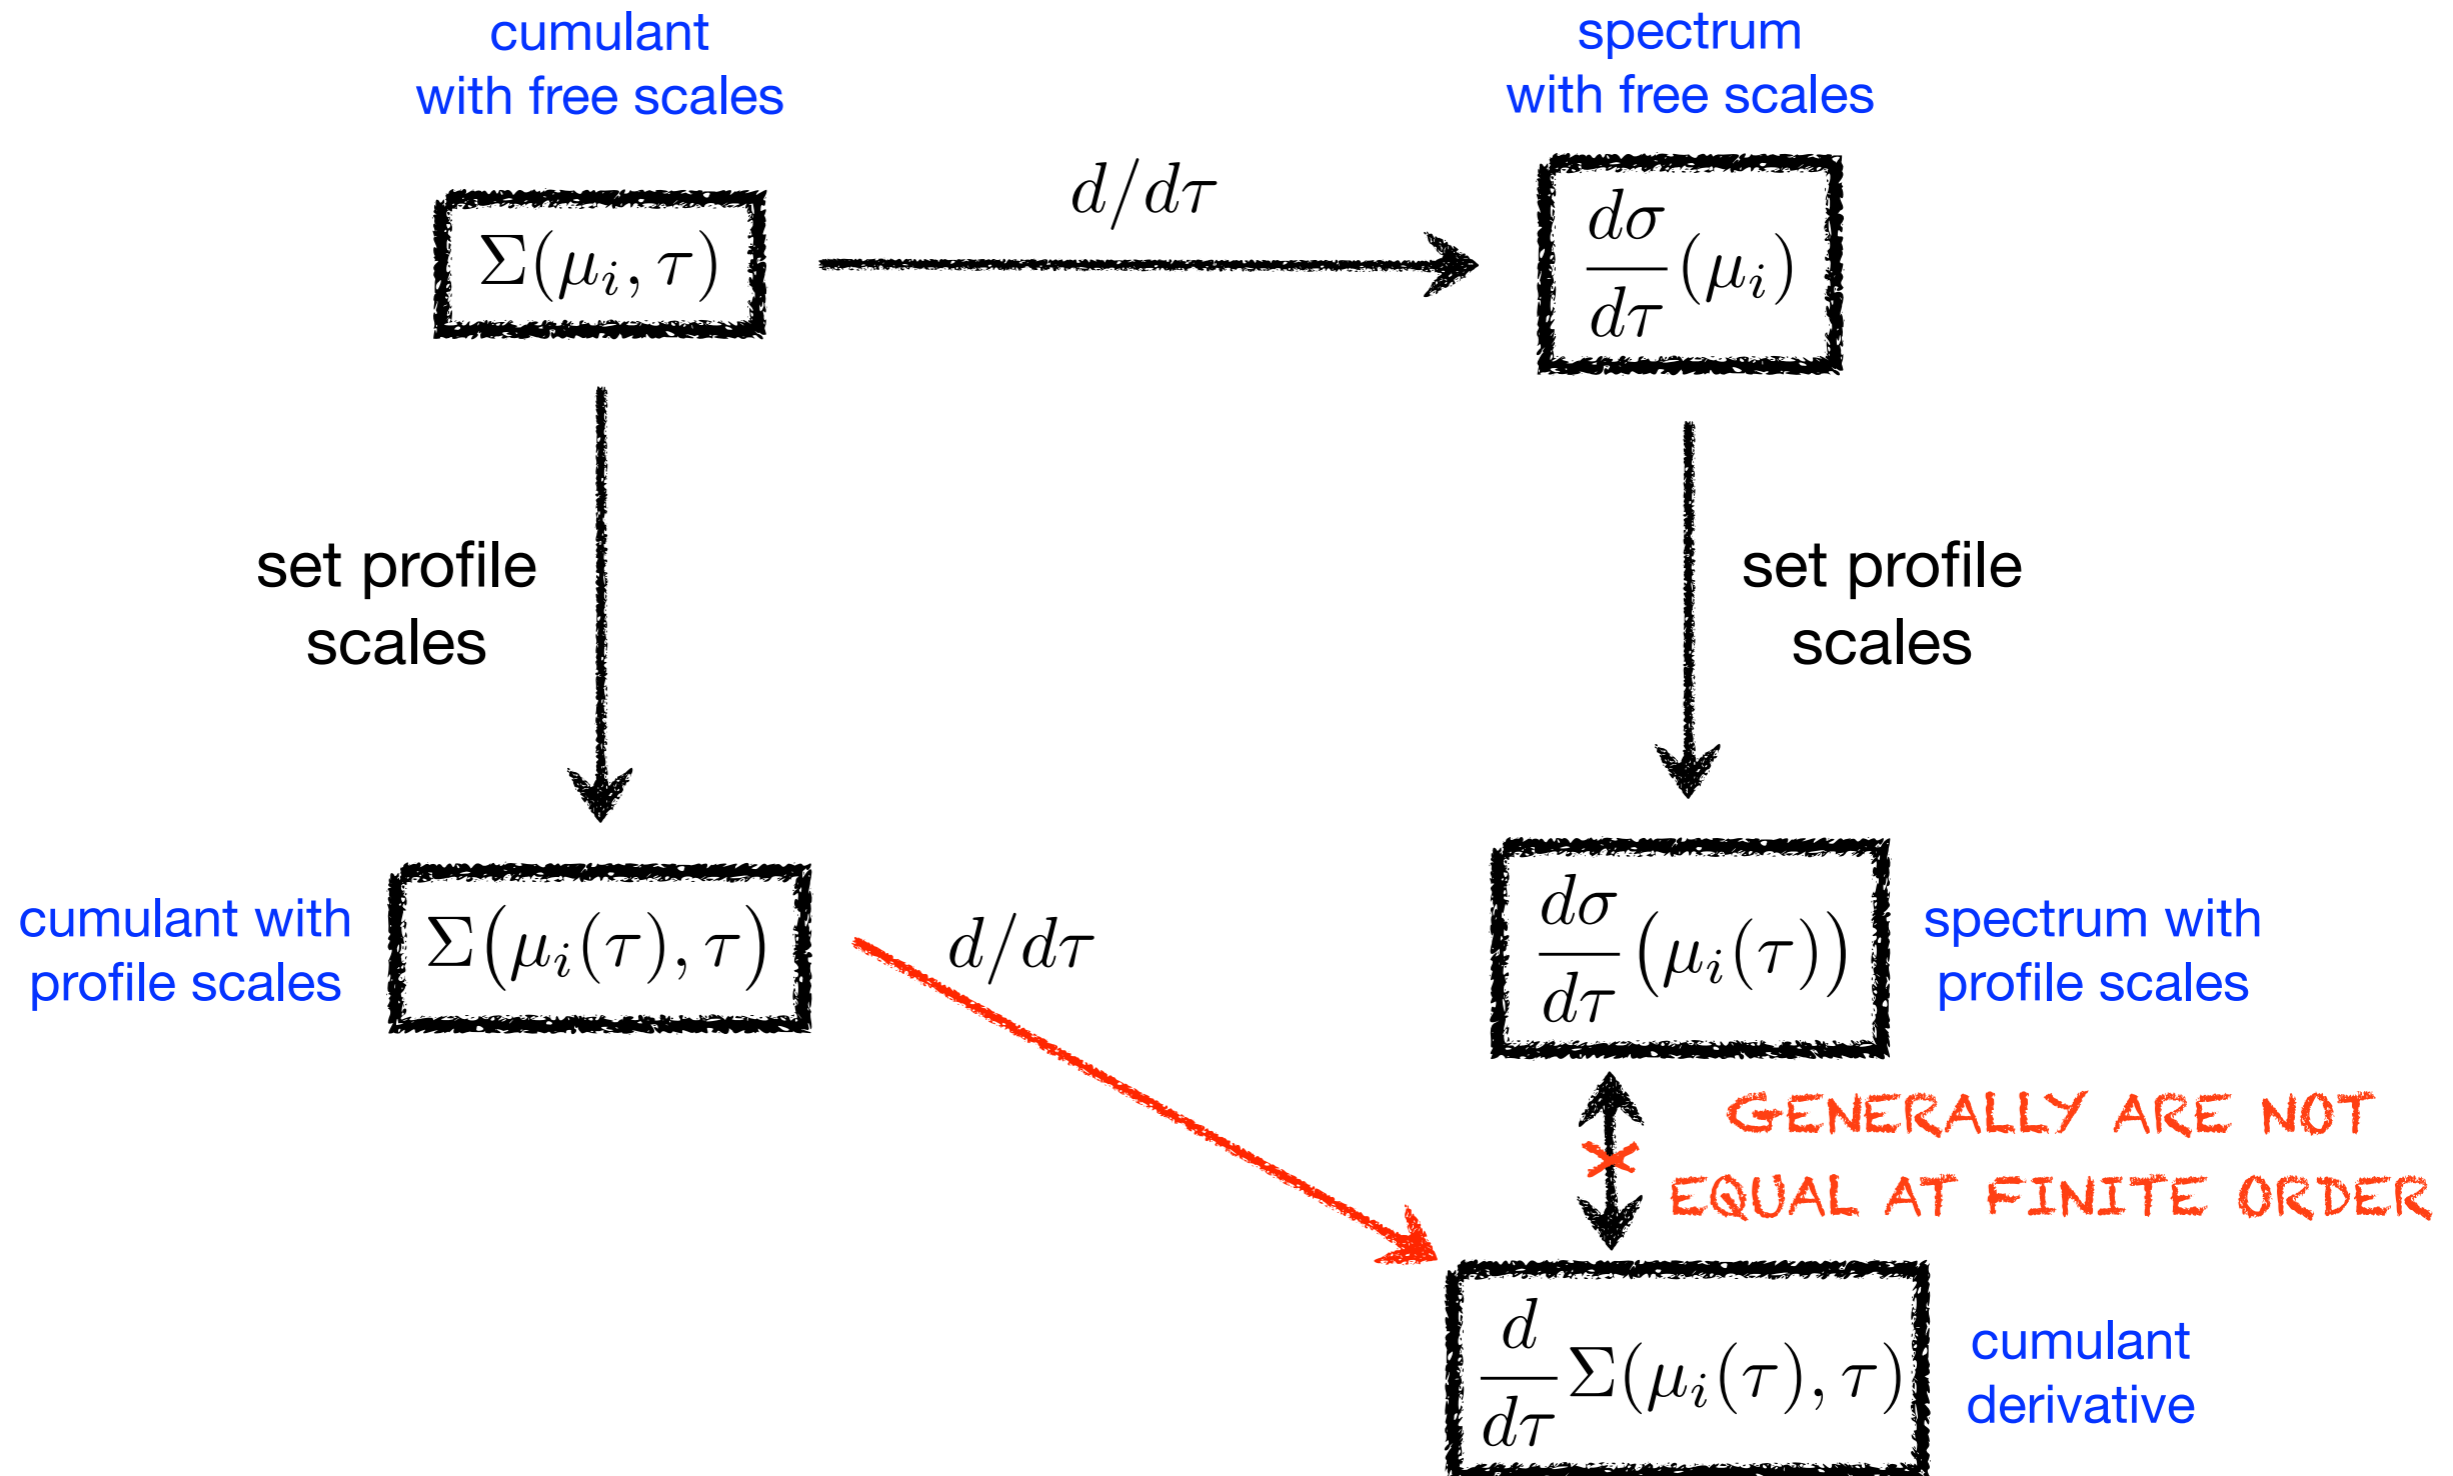 cumulant
with free scales
spectrum
with free scales
d/dτ
Σ(μ_i, τ)
dσ/dτ (μ_i)
set profile
scales
set profile
scales
cumulant with
profile scales
Σ(μ_i(τ), τ)
d/dτ
dσ/dτ (μ_i(τ))
spectrum with
profile scales
GENERALLY ARE NOT
EQUAL AT FINITE ORDER
d/dτ Σ(μ_i(τ), τ)
cumulant
derivative